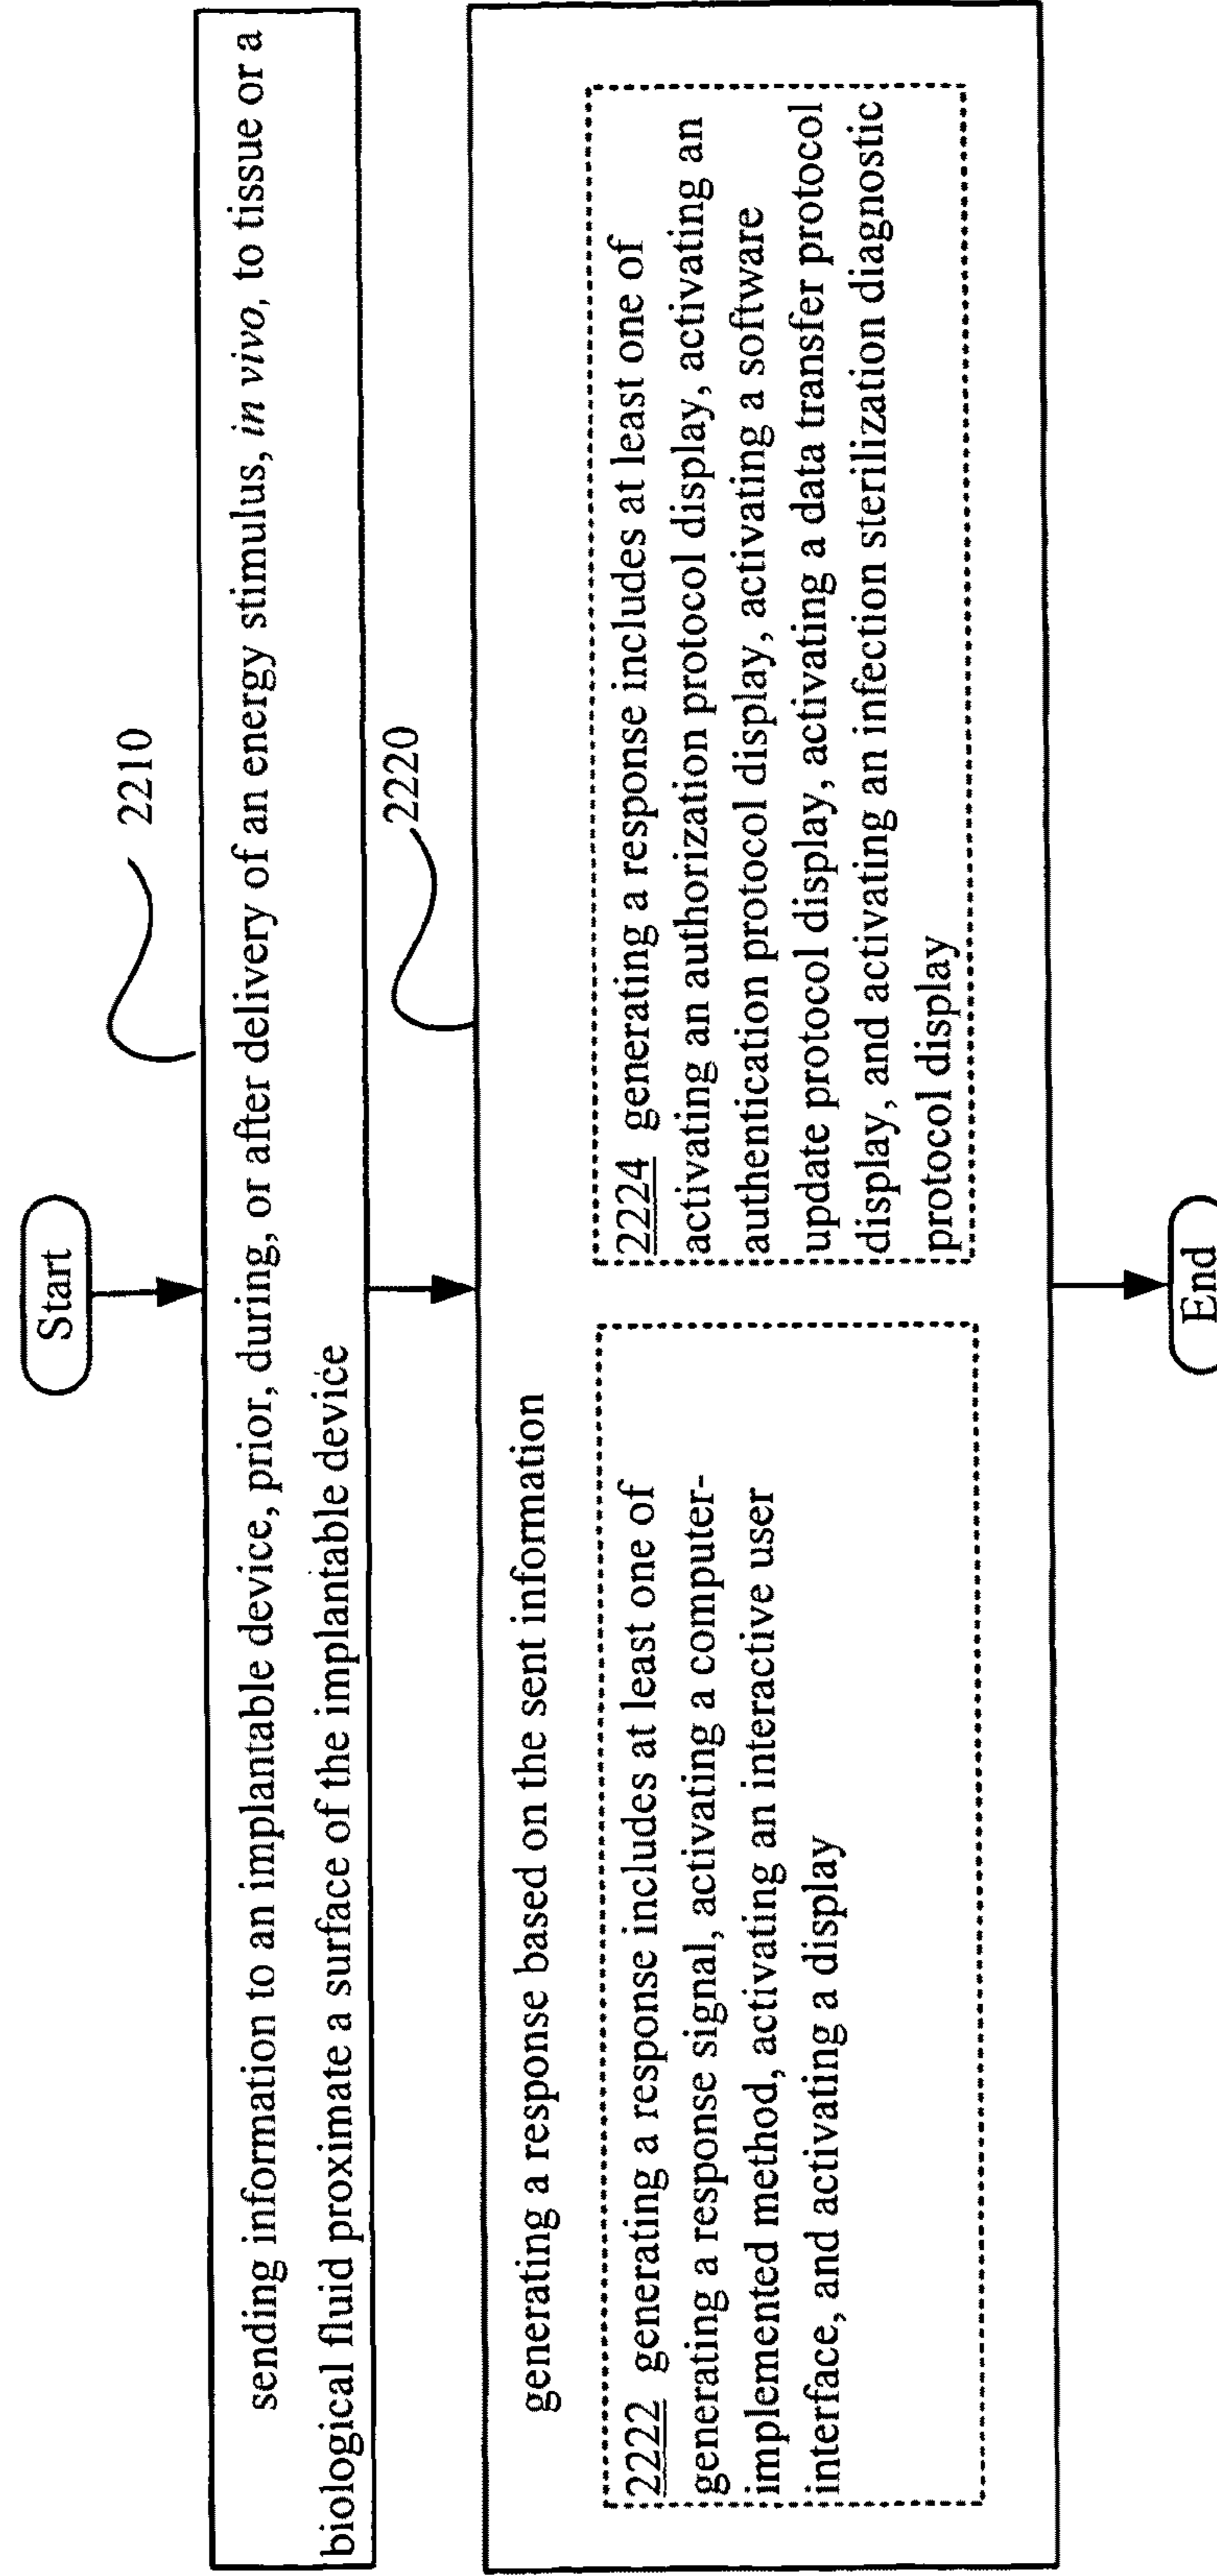 Start
2210
sending information to an implantable device, prior, during, or after delivery of an energy stimulus, in vivo, to tissue or a
biological fluid proximate a surface of the implantable device
2220
generating a response based on the sent information
2222 generating a response includes at least one of
generating a response signal, activating a computer-
implemented method, activating an interactive user
interface, and activating a display
2224 generating a response includes at least one of
activating an authorization protocol display, activating an
authentication protocol display, activating a software
update protocol display, activating a data transfer protocol
display, and activating an infection sterilization diagnostic
protocol display
End